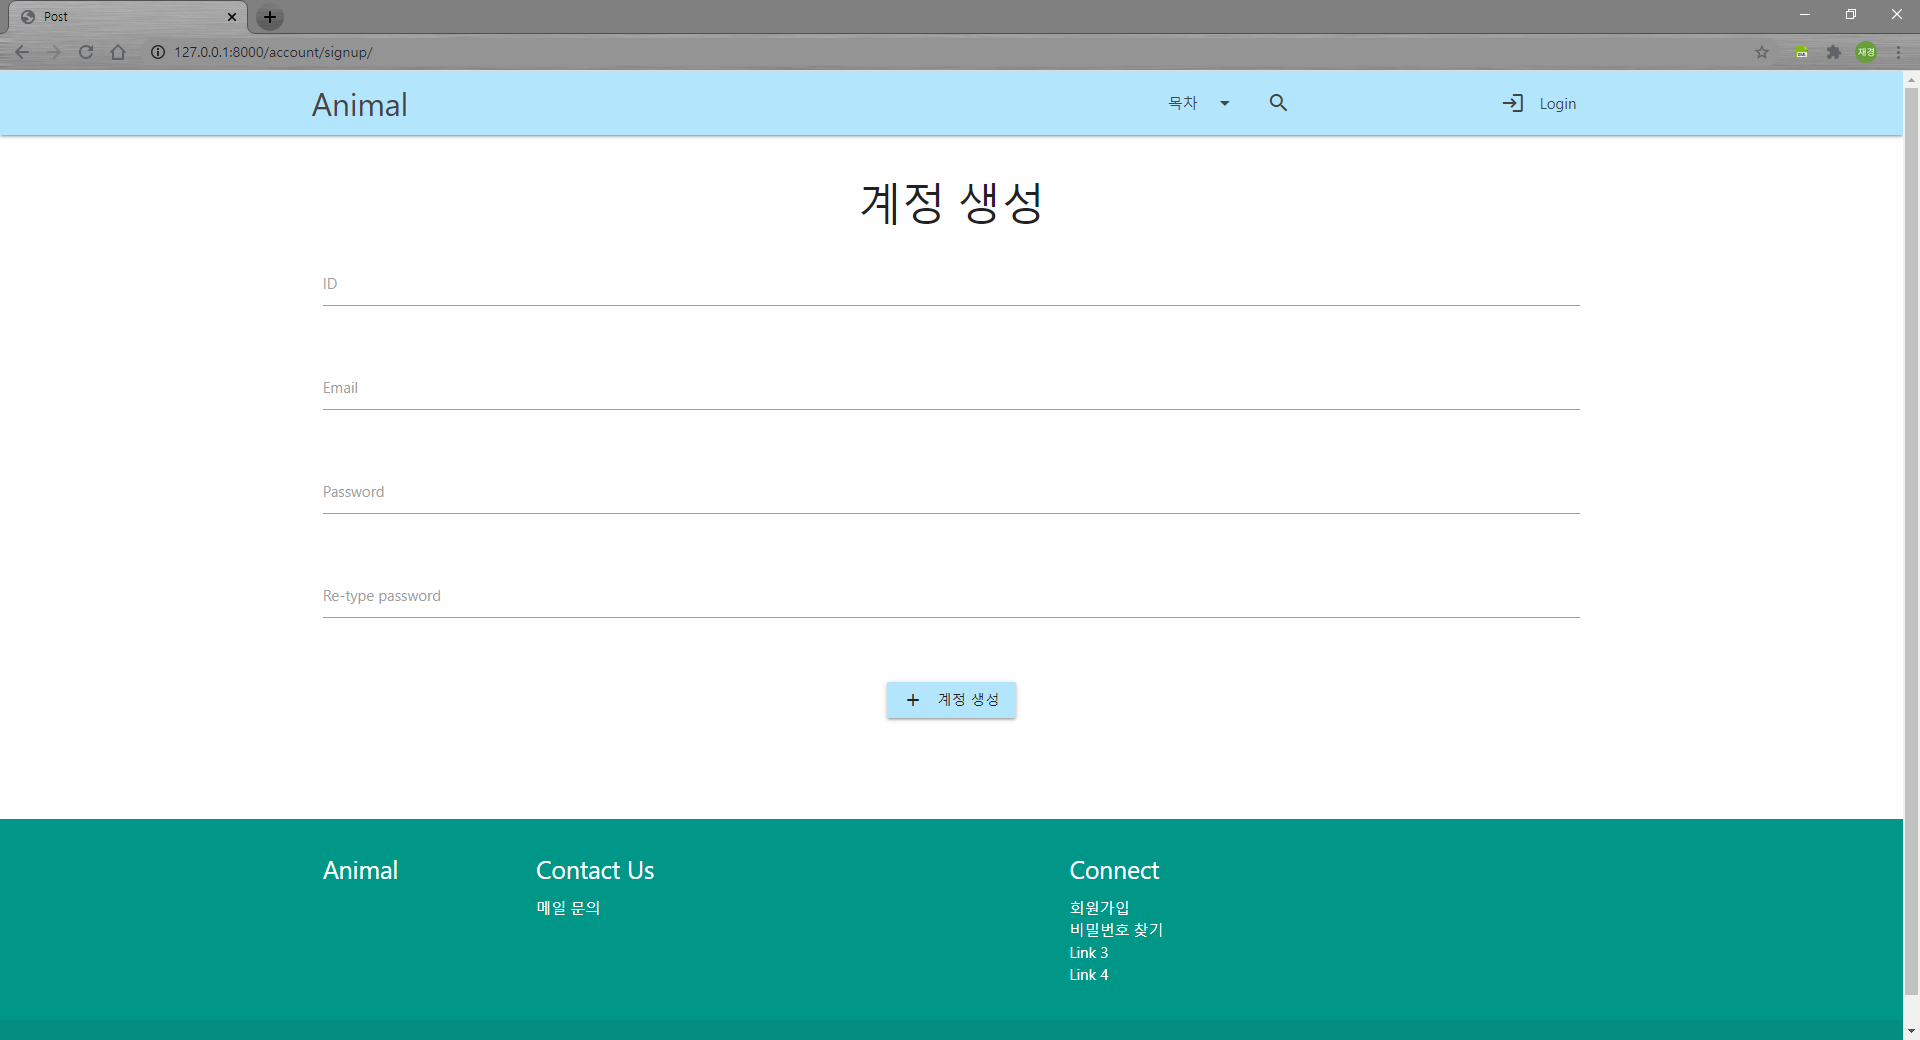 Post
127.0.0.1:8000/account/signup/
재경
Animal
목차
Login
계정 생성
ID
Email
Password
Re-type password
계정 생성
Animal
Contact Us
메일 문의
Connect
회원가입
비밀번호 찾기
Link 3
Link 4